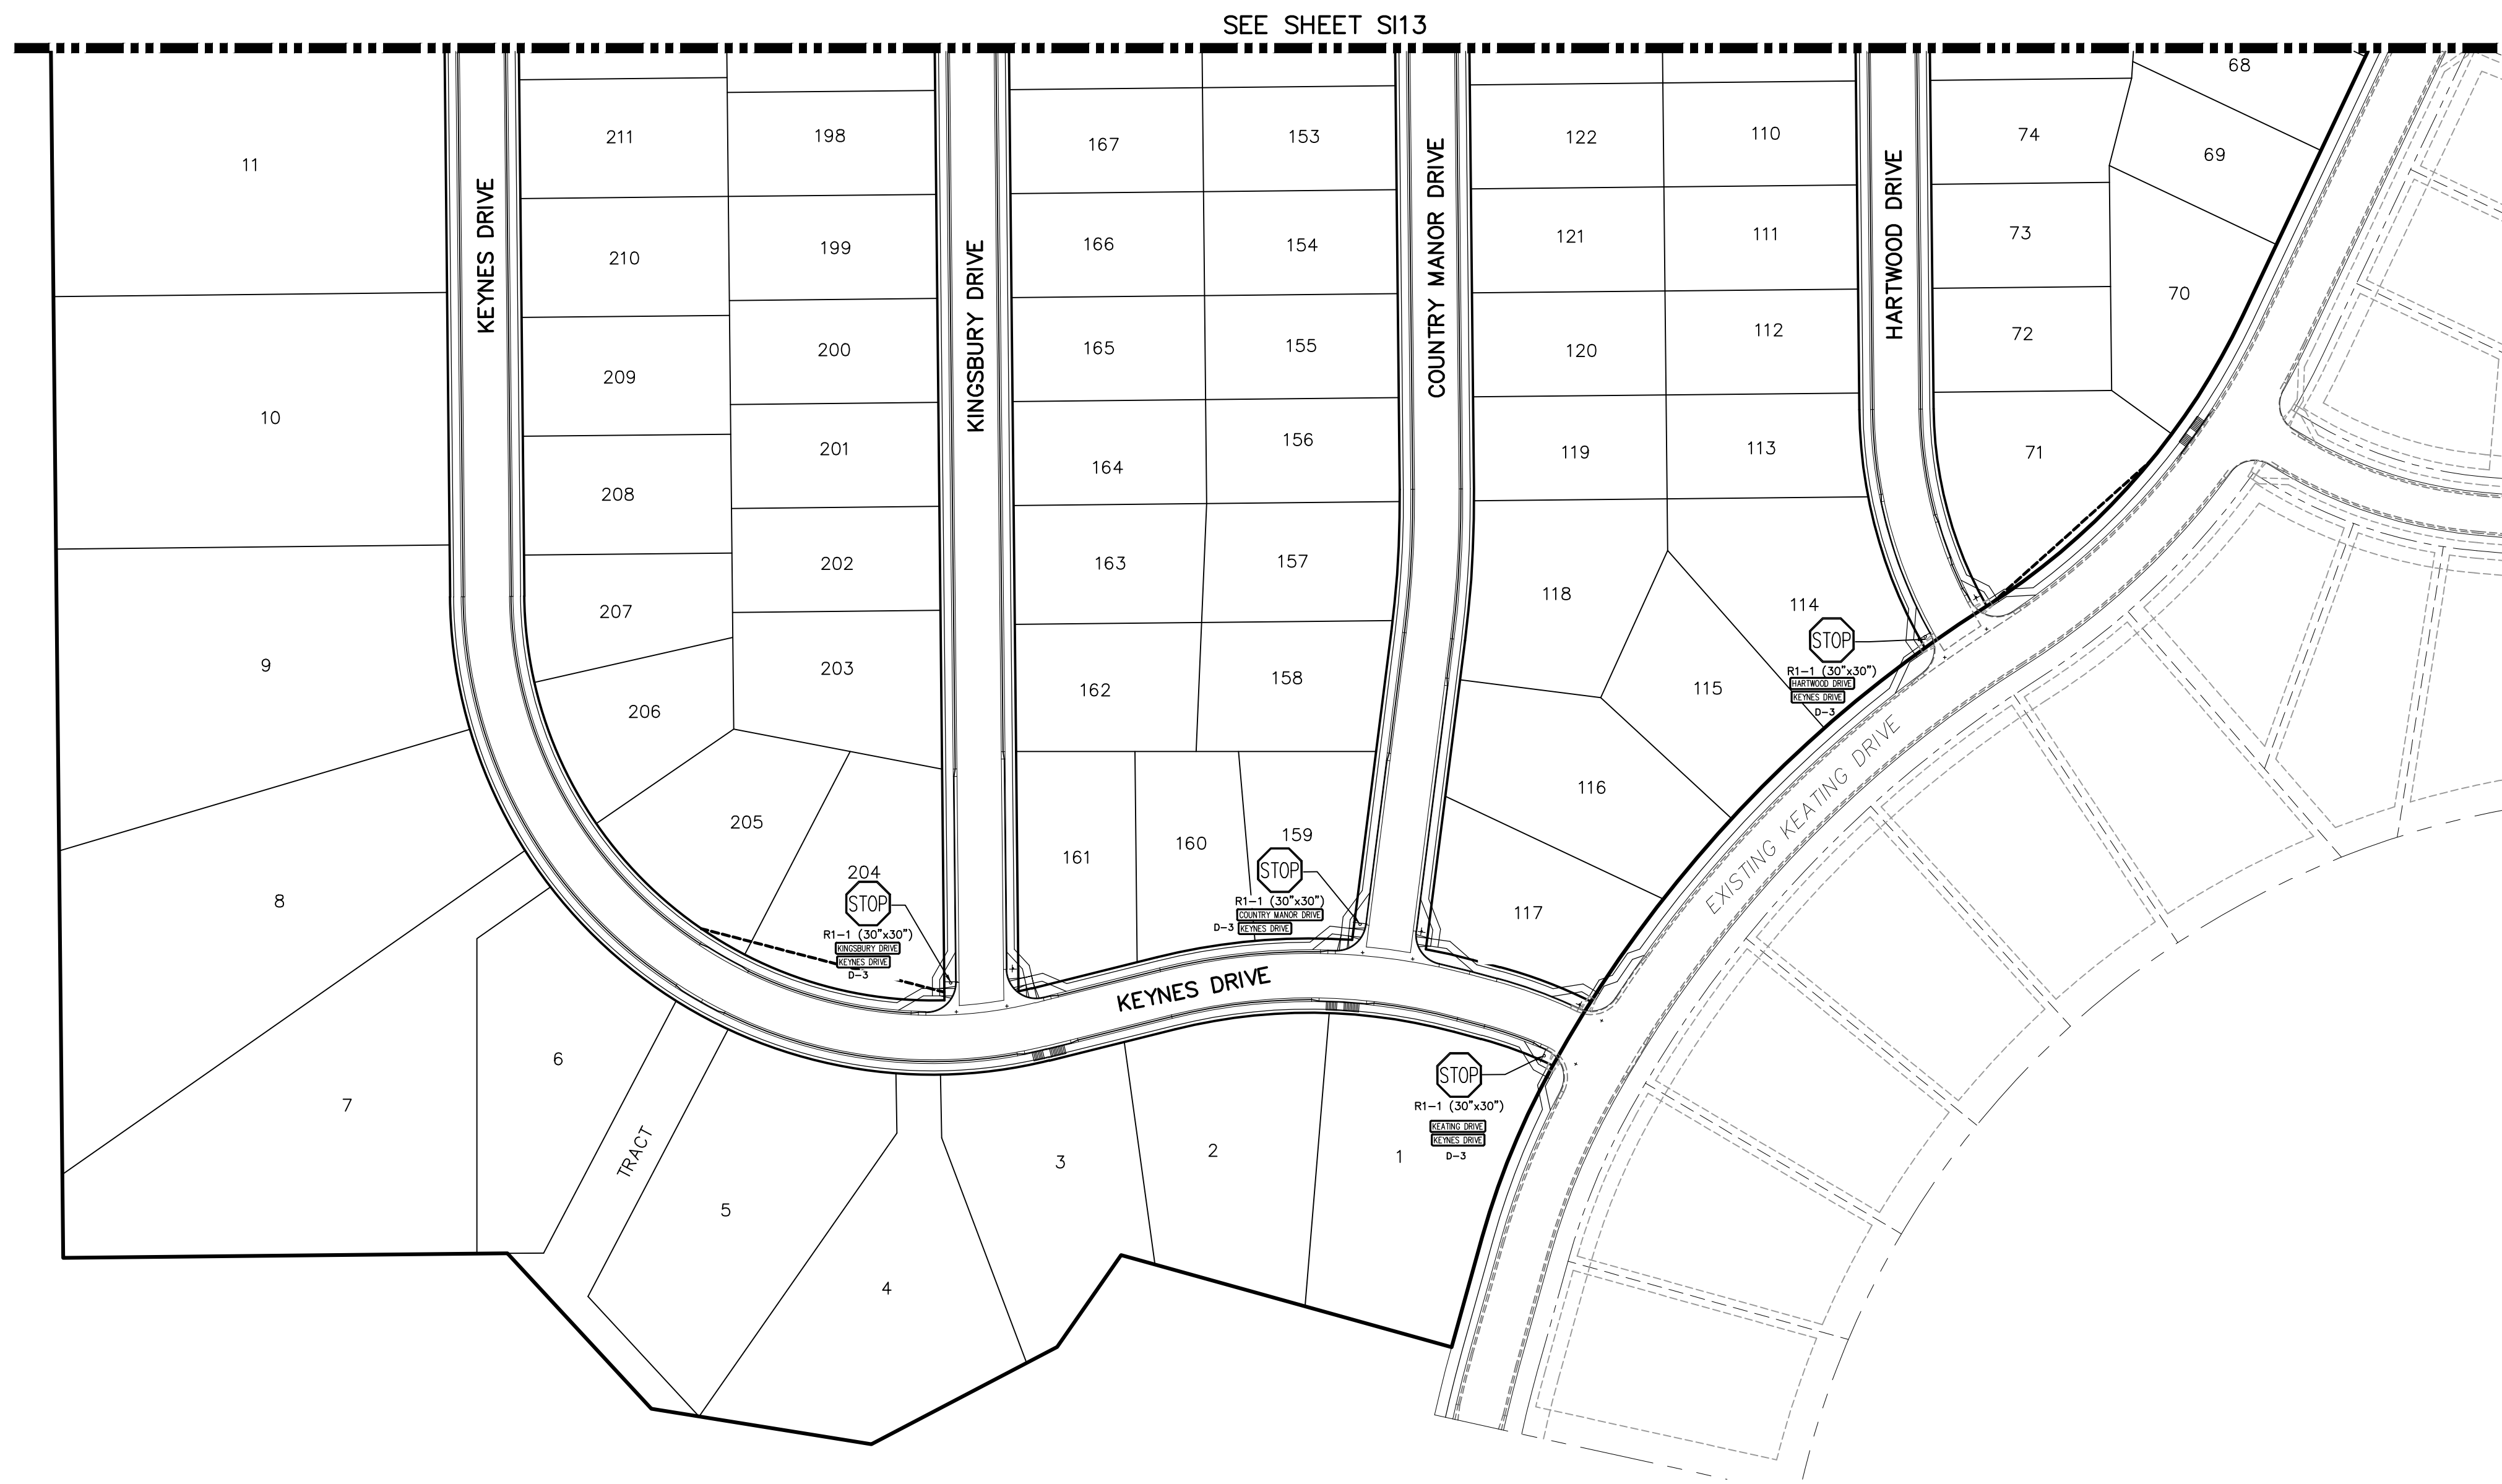 SEE SHEET SI13
68
211
198
167
153
122
110
74
69
11
KEYNES DRIVE
KINGSBURY DRIVE
COUNTRY MANOR DRIVE
HARTWOOD DRIVE
210
199
166
154
121
111
73
70
209
200
165
155
120
112
72
10
208
201
164
156
119
113
71
207
202
163
157
118
114
STOP
R1-1 (30"x30")
HARTWOOD DRIVE
KEYNES DRIVE
D-3
9
206
203
162
158
115
EXISTING KEATING DRIVE
116
205
204
STOP
R1-1 (30"x30")
KINGSBURY DRIVE
KEYNES DRIVE
D-3
161
160
159
STOP
R1-1 (30"x30")
COUNTRY MANOR DRIVE
D-3 KEYNES DRIVE
117
8
KEYNES DRIVE
6
7
TRACT
STOP
R1-1 (30"x30")
KEATING DRIVE
KEYNES DRIVE
D-3
5
4
3
2
1